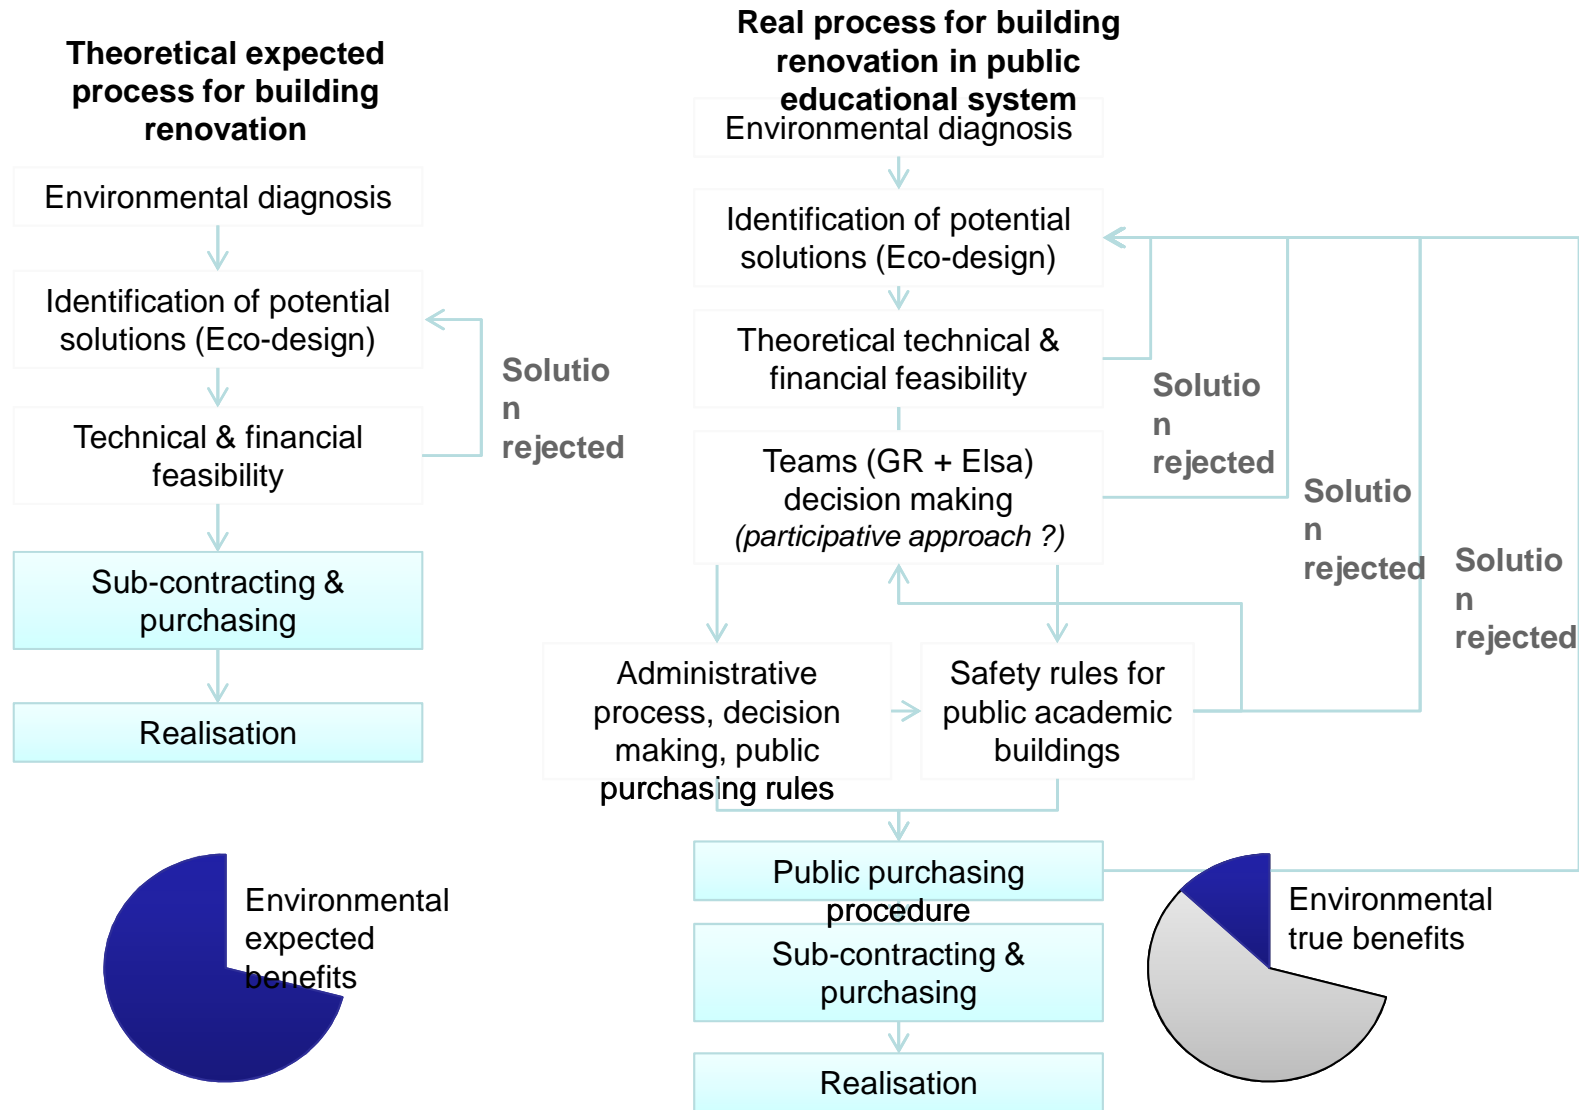 Theoretical expected
process for building
renovation
Environmental diagnosis
Identification of potential
solutions (Eco-design)
Technical & financial
feasibility
Solutio
n
rejected
Sub-contracting &
purchasing
Realisation
Environmental
expected
benefits
Real process for building
renovation in public
educational system
Environmental diagnosis
Identification of potential
solutions (Eco-design)
Theoretical technical &
financial feasibility
Teams (GR + Elsa)
decision making
(participative approach ?)
Solutio
n
rejected
Solutio
n
rejected
Solutio
n
rejected
Administrative
process, decision
making, public
purchasing rules
Safety rules for
public academic
buildings
Public purchasing
procedure
Sub-contracting &
purchasing
Realisation
Environmental
true benefits